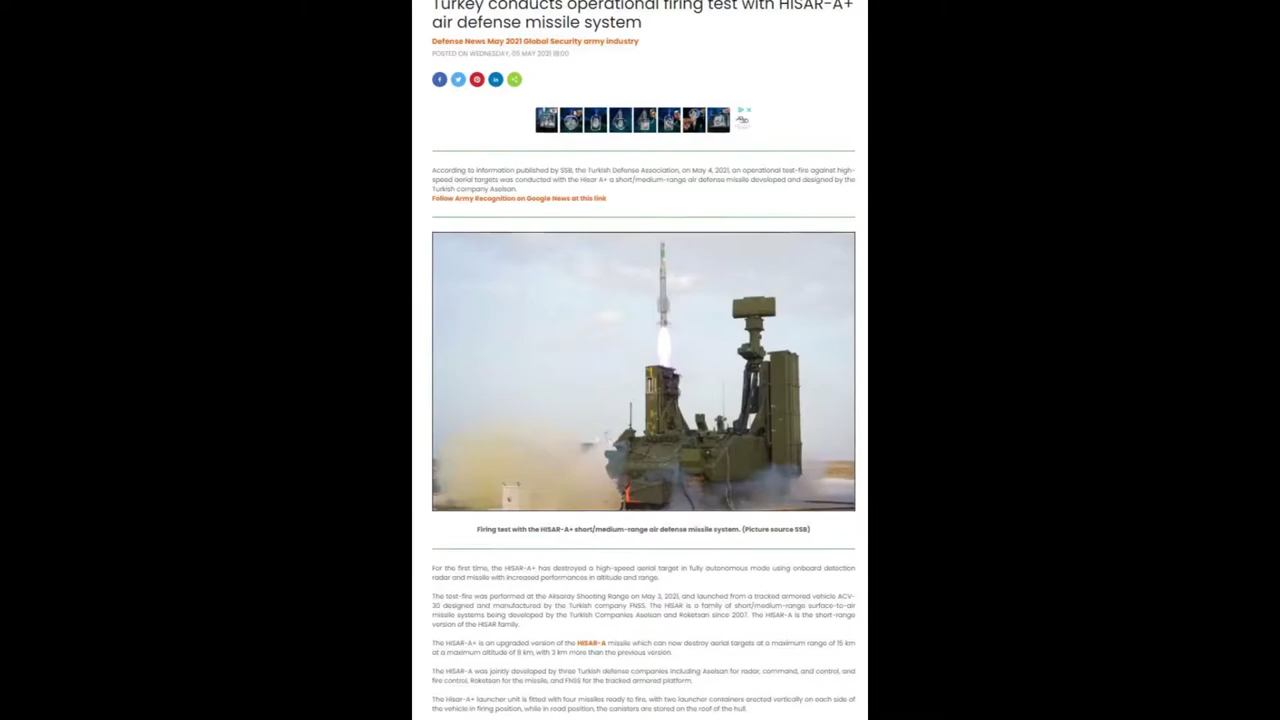 Turkey conducts operational firing test with HISAR-A+
air defense missile system
Defense News May 2021 Global Security army industry
POSTED ON WEDNESDAY, 05 MAY 2021 18:00
According to information published by SSB, the Turkish Defense Association, on May 4, 2021, an operational test-fire against high-
speed aerial targets was conducted with the Hisar A+ a short/medium-range air defense missile developed and designed by the
Turkish company Aselsan.
Follow Army Recognition on Google News at this link
Firing test with the HISAR-A+ short/medium-range air defense missile system. (Picture source SSB)
For the first time, the HISAR-A+ has destroyed a high-speed aerial target in fully autonomous mode using onboard detection
radar and missile with increased performances in altitude and range.
The test-fire was performed at the Aksaray Shooting Range on May 3, 2021, and launched from a tracked armored vehicle ACV-
30 designed and manufactured by the Turkish company FNSS. The HISAR is a family of short/medium-range surface-to-air
missile systems being developed by the Turkish Companies Aselsan and Roketsan since 2007. The HISAR-A is the short-range
version of the HISAR family.
The HISAR-A+ is an upgraded version of the HISAR-A missile which can now destroy aerial targets at a maximum range of 15 km
at a maximum altitude of 8 km, with 3 km more than the previous version.
The HISAR-A was jointly developed by three Turkish defense companies including Aselsan for radar, command, and control, and
fire control, Roketsan for the missile, and FNSS for the tracked armored platform.
The Hisar-A+ launcher unit is fitted with four missiles ready to fire, with two launcher containers erected vertically on each side of
the vehicle in firing position, while in road position, the canisters are stored on the roof of the hull.